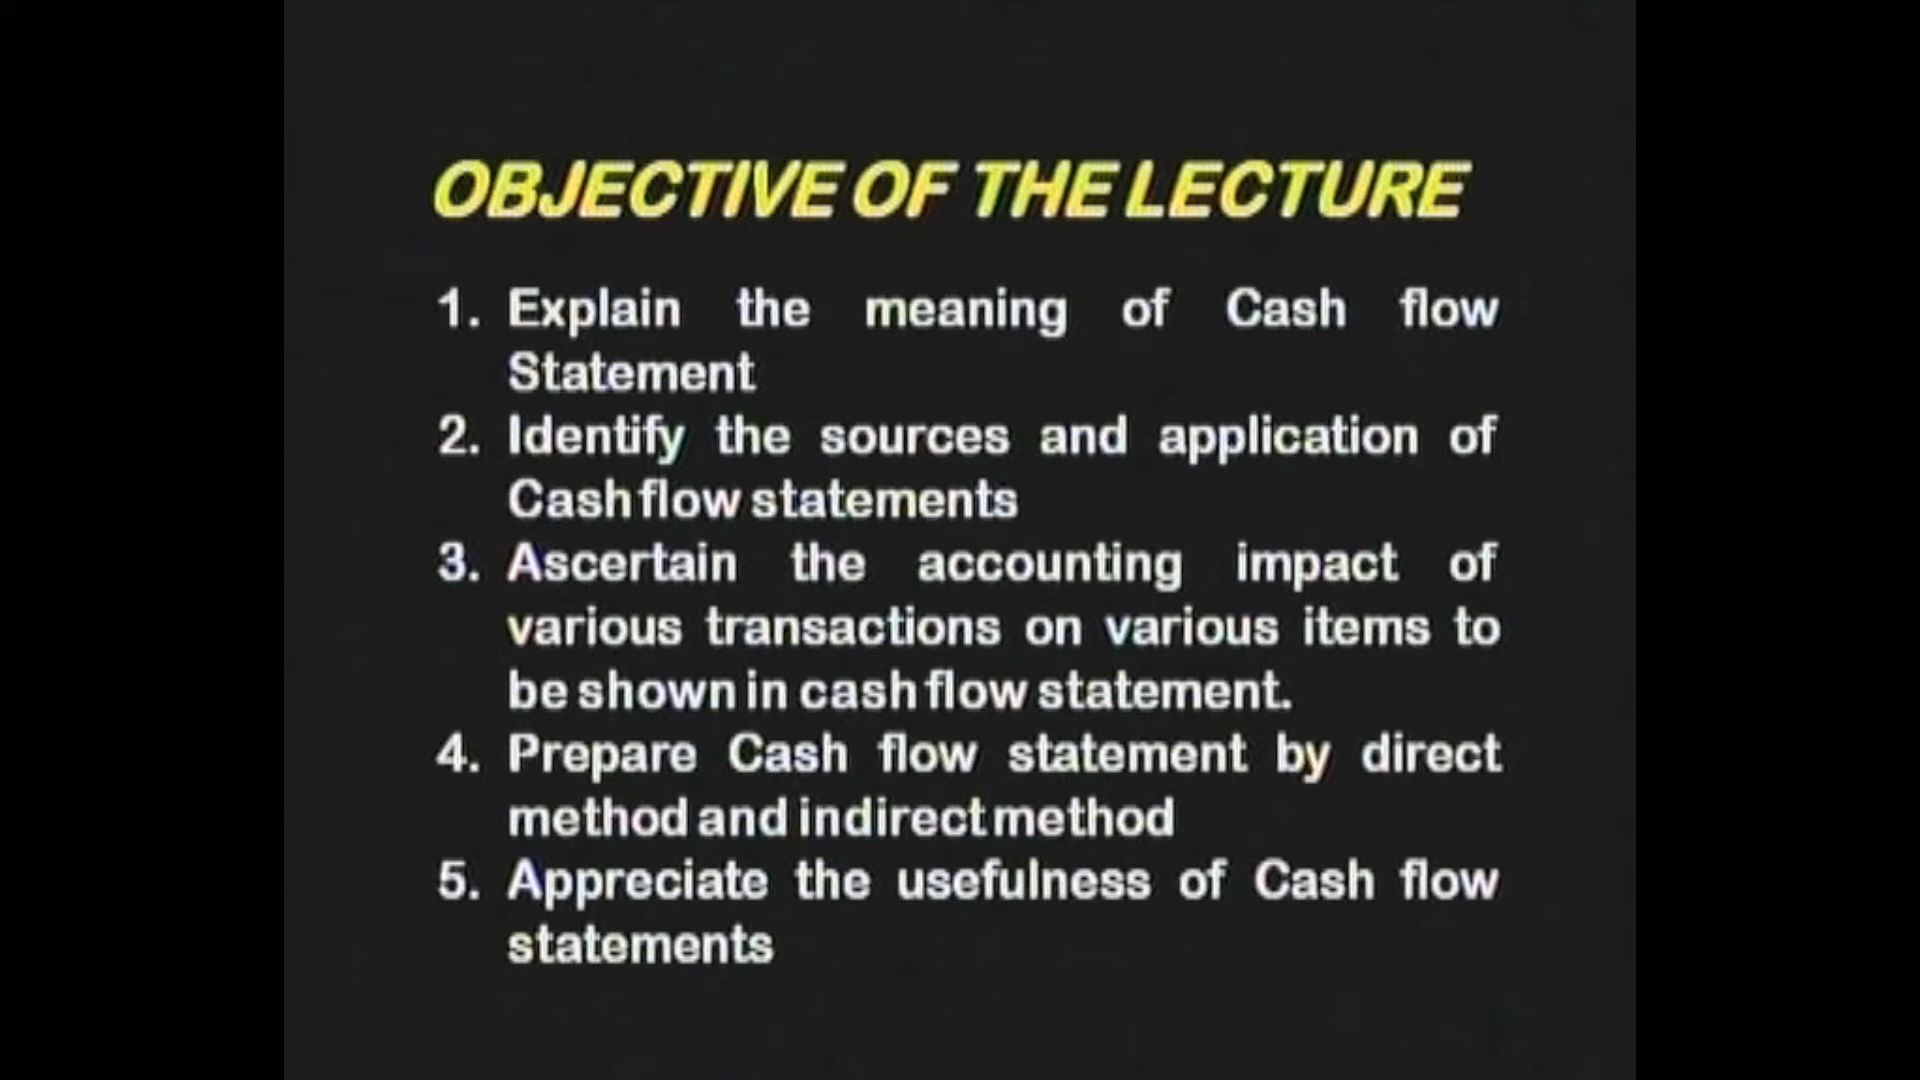 OBJECTIVE OF THE LECTURE
1. Explain the meaning of Cash flow
Statement
2. Identify the sources and application of
Cash flow statements
3. Ascertain the accounting impact of
various transactions on various items to
be shown in cash flow statement.
4. Prepare Cash flow statement by direct
method and indirect method
5. Appreciate the usefulness of Cash flow
statements